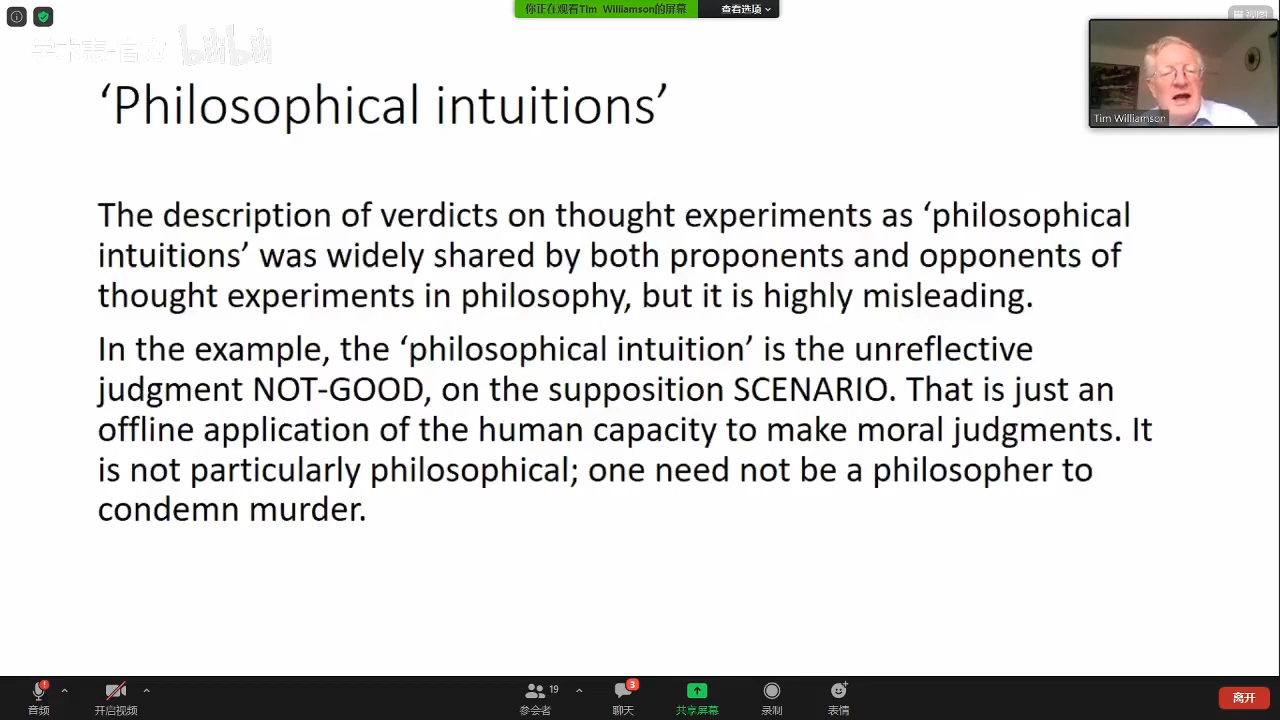 你正在观看Tim Williamson的屏幕
查看选项
视图
bilibili
‘Philosophical intuitions’
Tim Williamson
The description of verdicts on thought experiments as ‘philosophical
intuitions’ was widely shared by both proponents and opponents of
thought experiments in philosophy, but it is highly misleading.
In the example, the ‘philosophical intuition’ is the unreflective
judgment NOT-GOOD, on the supposition SCENARIO. That is just an
offline application of the human capacity to make moral judgments. It
is not particularly philosophical; one need not be a philosopher to
condemn murder.
音频
开启视频
19
参会者
3
聊天
共享屏幕
录制
表情
离开